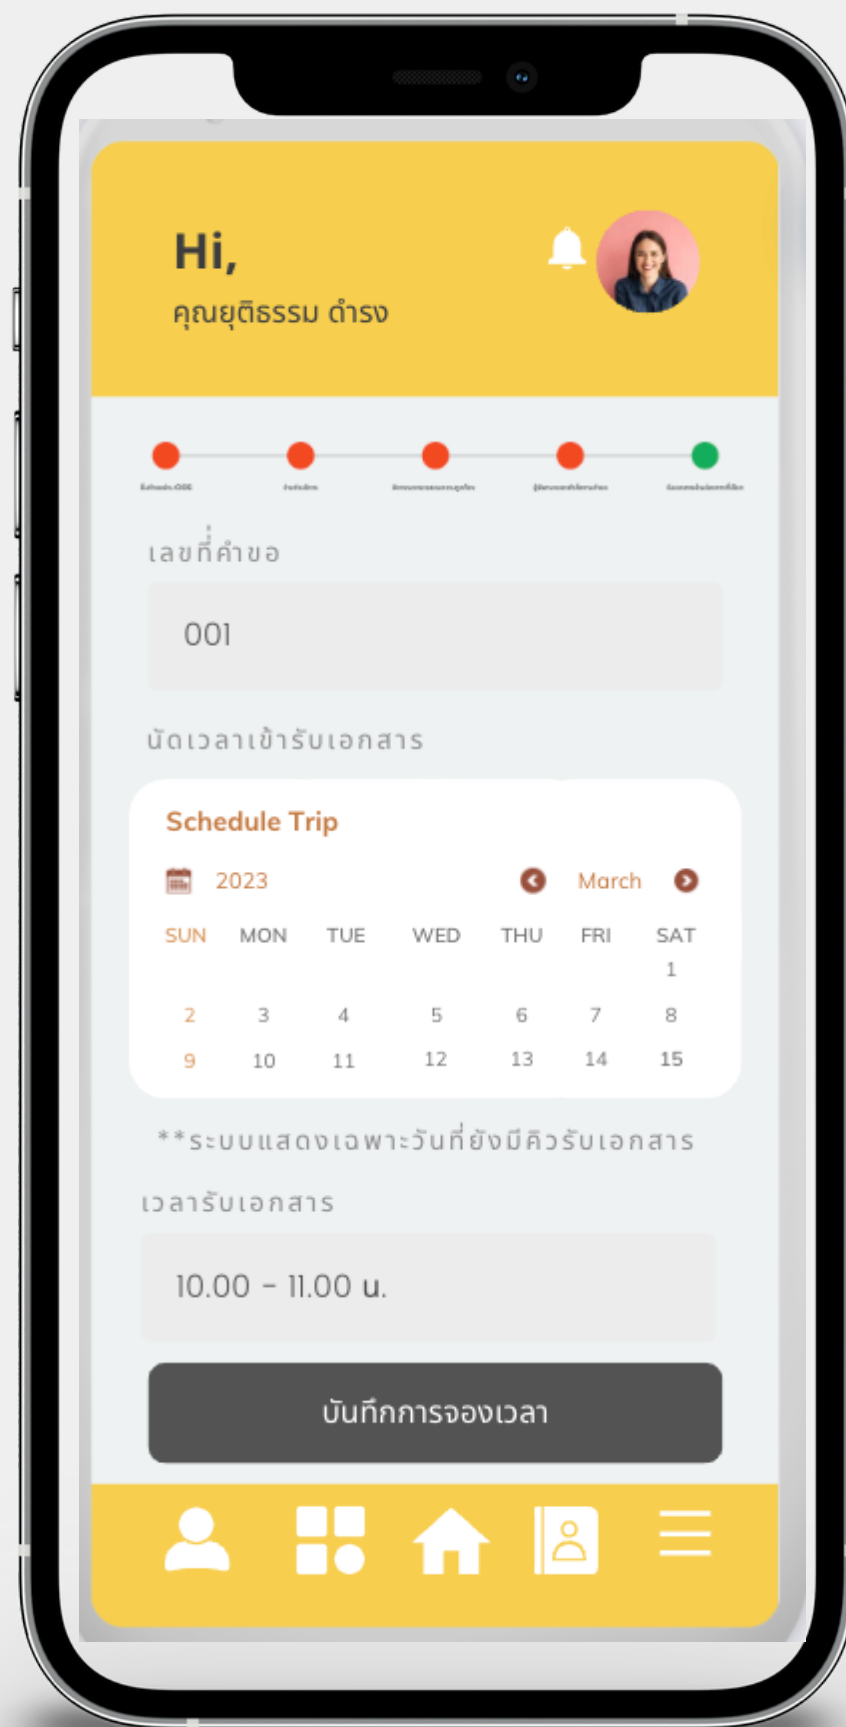 Hi,
คุณยุติธรรม ดำรง
เลขที่่คำขอ
001
นัดเวลาเข้ารับเอกสาร
Schedule Trip
2023 March
SUN MON TUE WED THU FRI SAT
1
2 3 4 5 6 7 8
9 10 11 12 13 14 15
**ระบบแสดงเฉพาะวันที่ยังมีคิวรับเอกสาร
เวลารับเอกสาร
10.00 - 11.00 น.
บันทึกการจองเวลา